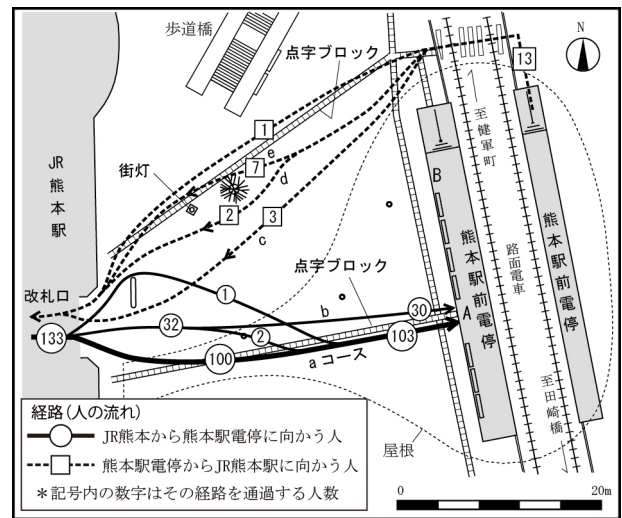 歩道橋
点字ブロック
N
13
1
至健軍町
e
7
街灯
d
JR熊本駅
2
3
B
c
熊本駅前電停
路面電車
熊本駅前電停
点字ブロック
改札口
1
b
30
A
133
32
2
103
100
aコース
至田崎橋
経路(人の流れ)
JR熊本から熊本駅電停に向かう人
熊本駅電停からJR熊本駅に向かう人
*記号内の数字はその経路を通過する人数
屋根
0
20m